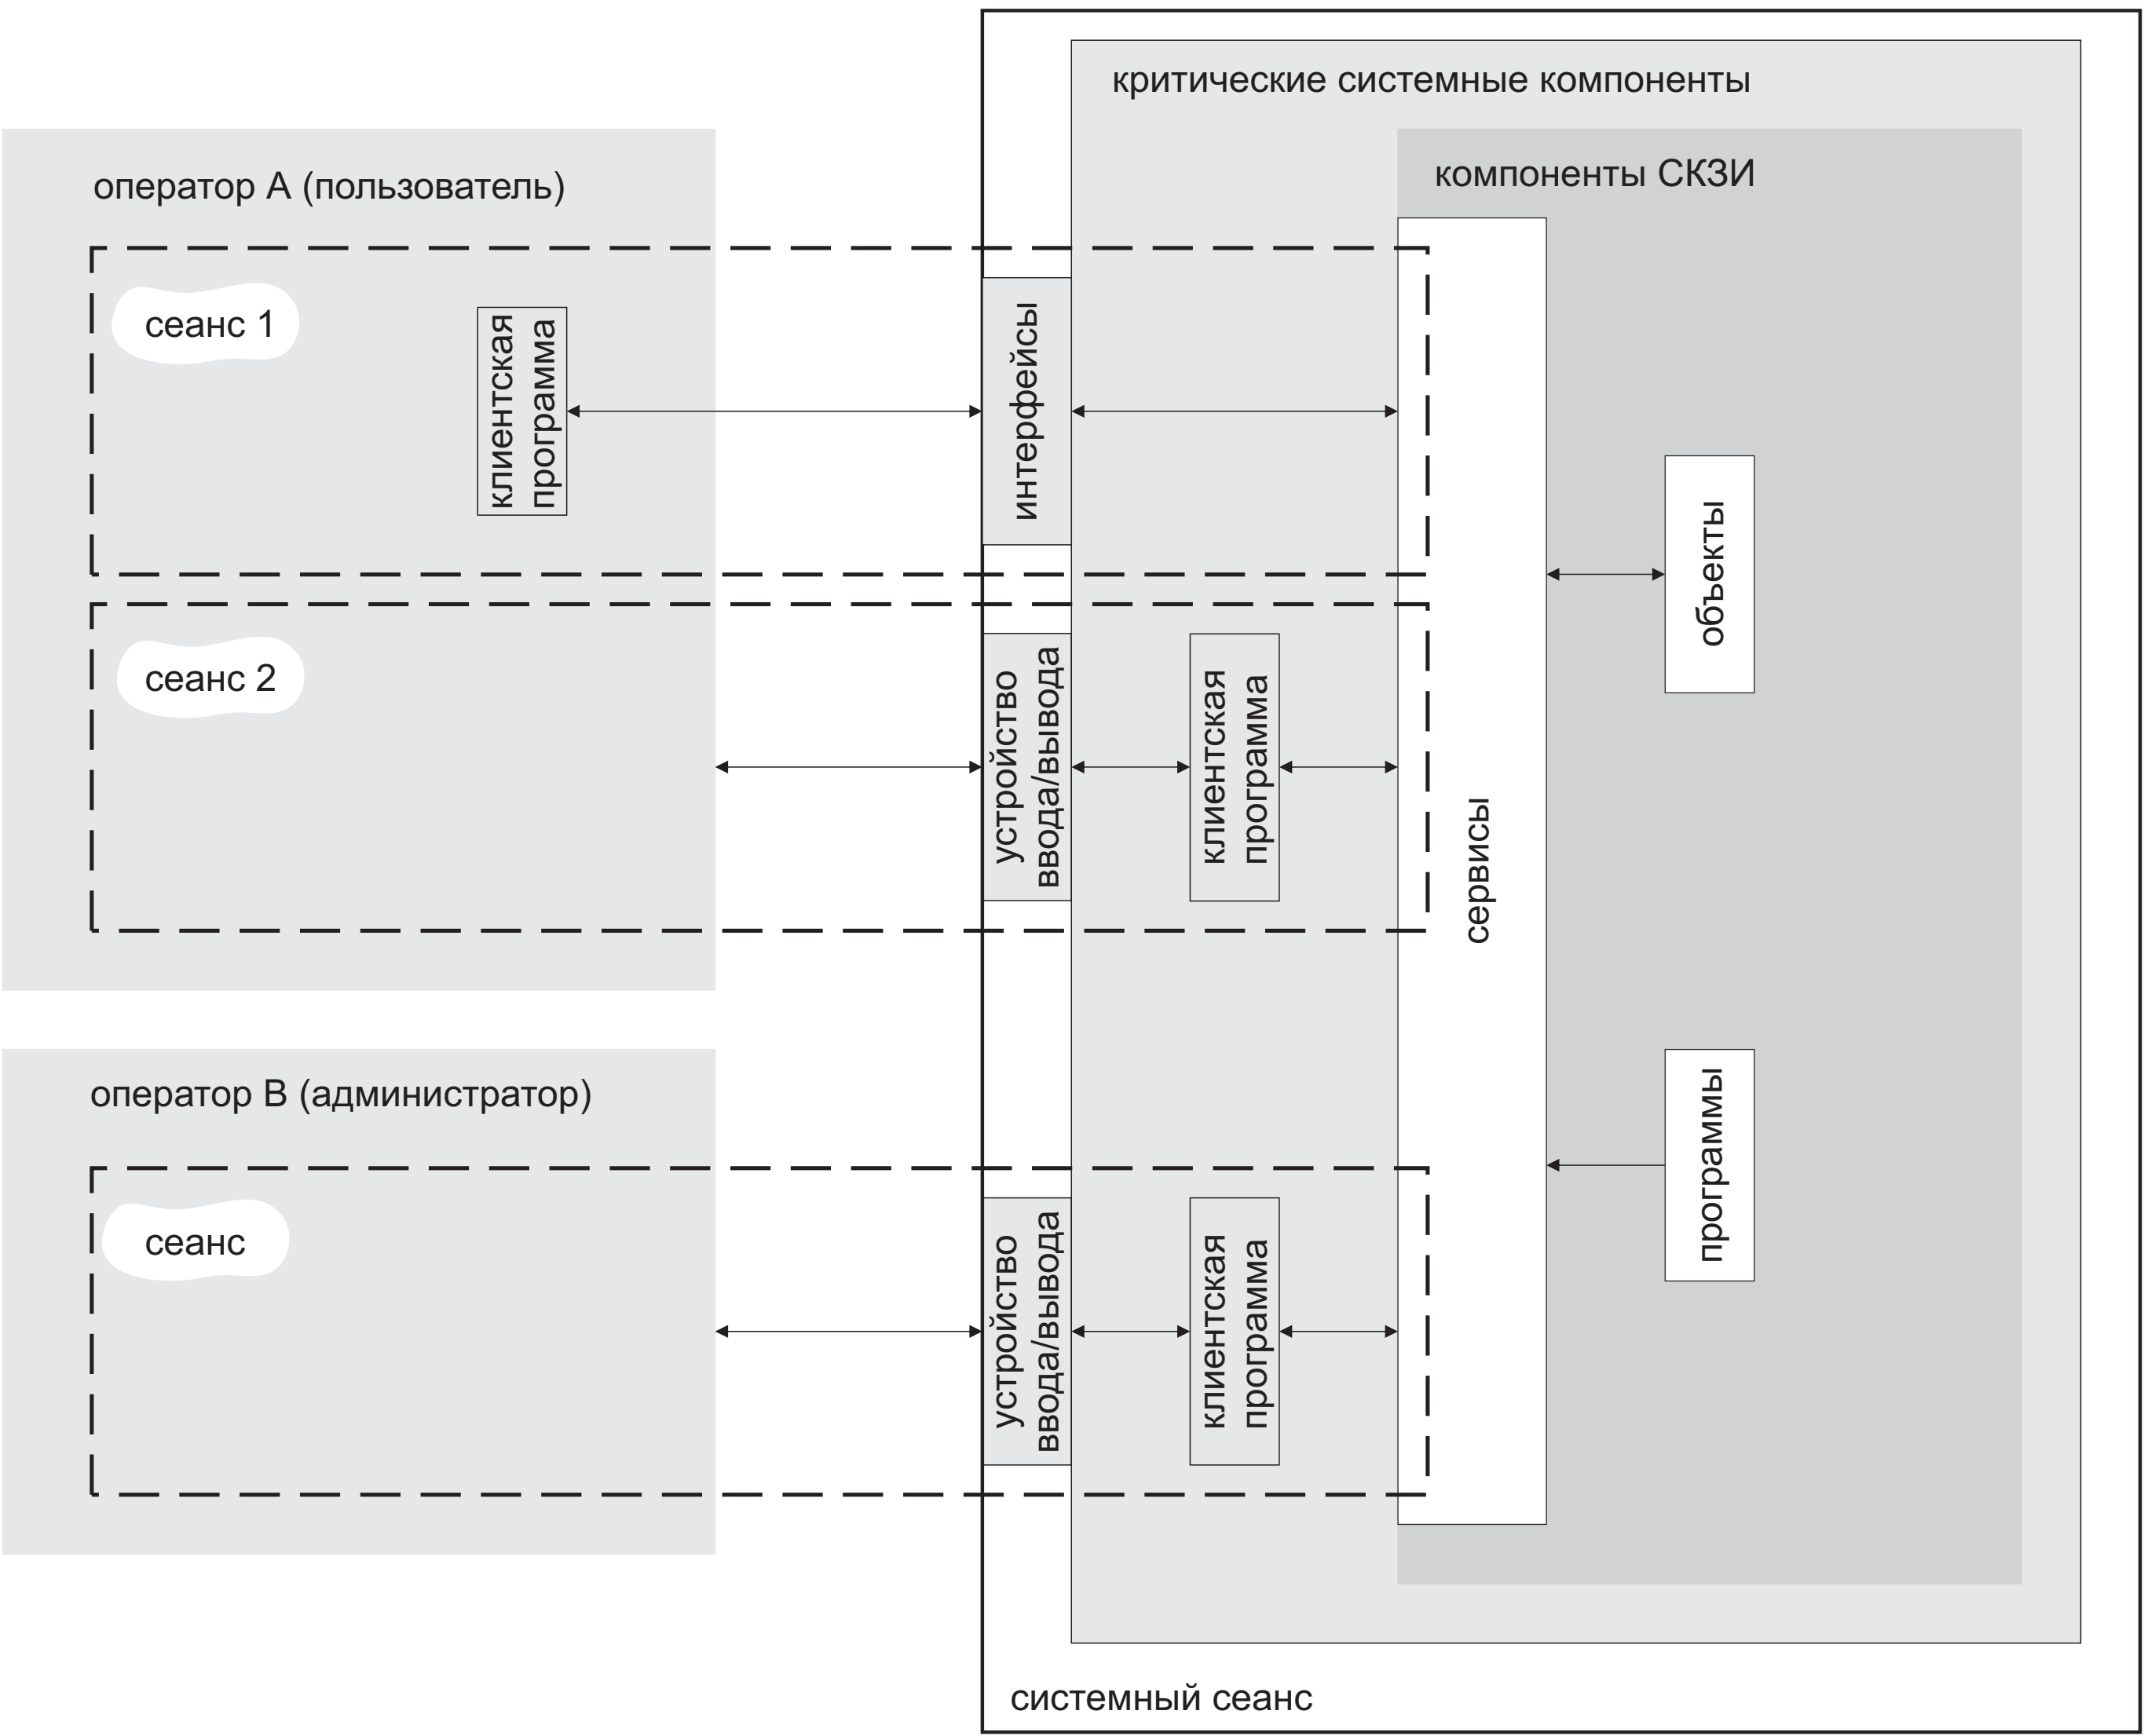 критические системные компоненты
компоненты СКЗИ
оператор А (пользователь)
сеанс 1
клиентская
программа
интерфейсы
объекты
сеанс 2
устройство
ввода/вывода
клиентская
программа
сервисы
оператор В (администратор)
программы
сеанс
устройство
ввода/вывода
клиентская
программа
системный сеанс